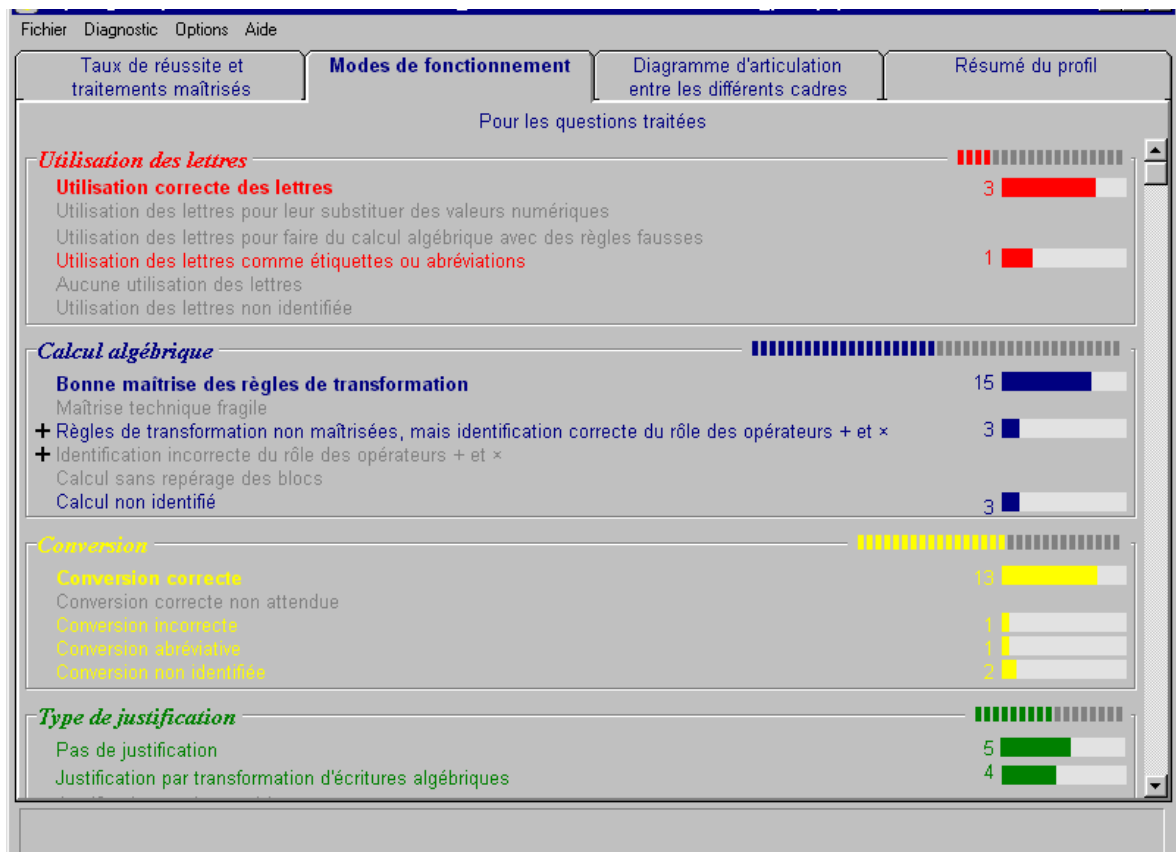 Fichier Diagnostic Options Aide
Taux de réussite et
traitements maîtrisés
Modes de fonctionnement
Diagramme d'articulation
entre les différents cadres
Résumé du profil
Pour les questions traitées
Utilisation des lettres
Utilisation correcte des lettres 3
Utilisation des lettres pour leur substituer des valeurs numériques
Utilisation des lettres pour faire du calcul algébrique avec des règles fausses
Utilisation des lettres comme étiquettes ou abréviations 1
Aucune utilisation des lettres
Utilisation des lettres non identifiée
Calcul algébrique
Bonne maîtrise des règles de transformation 15
Maîtrise technique fragile
+ Règles de transformation non maîtrisées, mais identification correcte du rôle des opérateurs + et × 3
+ Identification incorrecte du rôle des opérateurs + et ×
Calcul sans repérage des blocs
Calcul non identifié 3
Conversion
Conversion correcte 13
Conversion correcte non attendue
Conversion incorrecte 1
Conversion abréviative 1
Conversion non identifiée 2
Type de justification
Pas de justification 5
Justification par transformation d'écritures algébriques 4